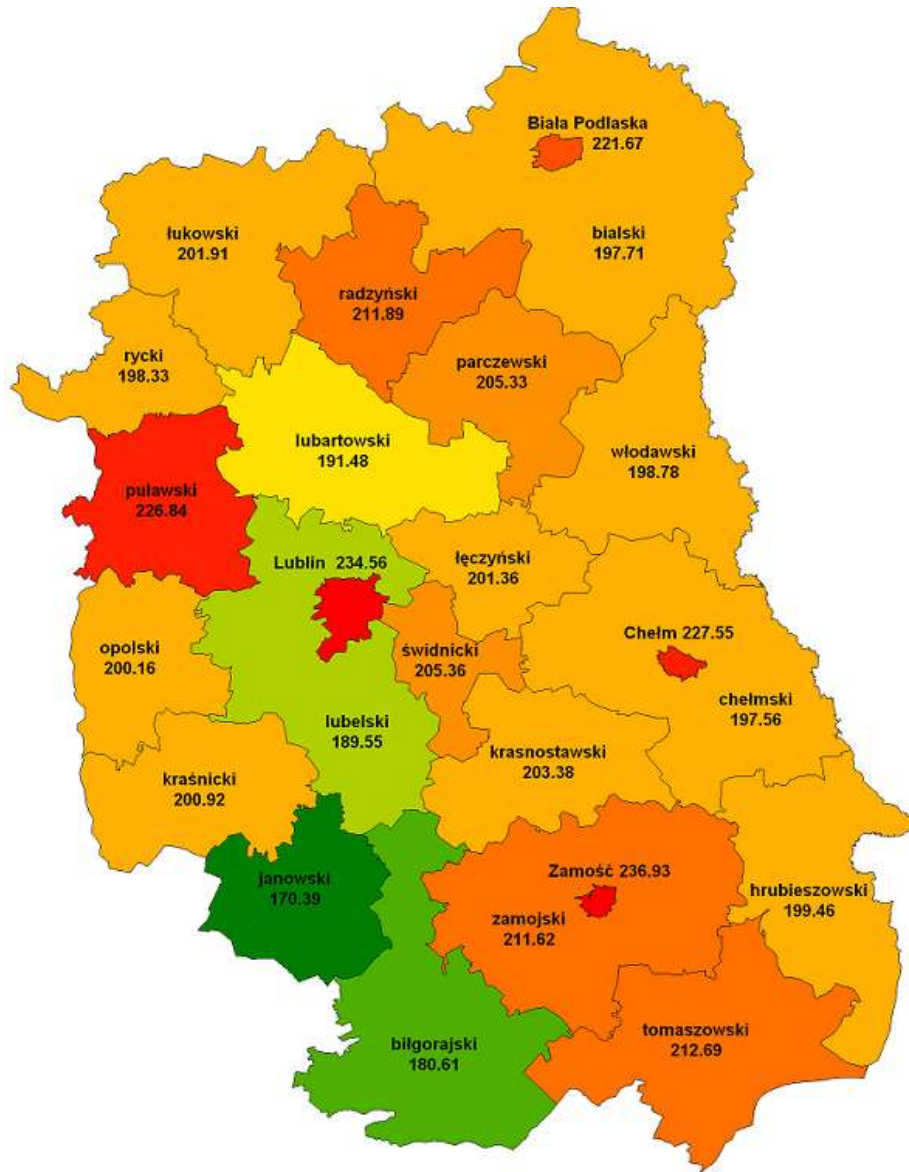 Biała Podlaska
221.67
łukowski
201.91
bialski
197.71
radzyński
211.89
rycki
198.33
parczewski
205.33
lubartowski
191.48
włodawski
198.78
puławski
226.84
Lublin 234.56
łęczyński
201.36
opolski
200.16
świdnicki
205.36
Chełm 227.55
chełmski
197.56
lubelski
189.55
krasnostawski
203.38
kraśnicki
200.92
janowski
170.39
Zamość 236.93
hrubieszowski
199.46
zamojski
211.62
biłgorajski
180.61
tomaszowski
212.69